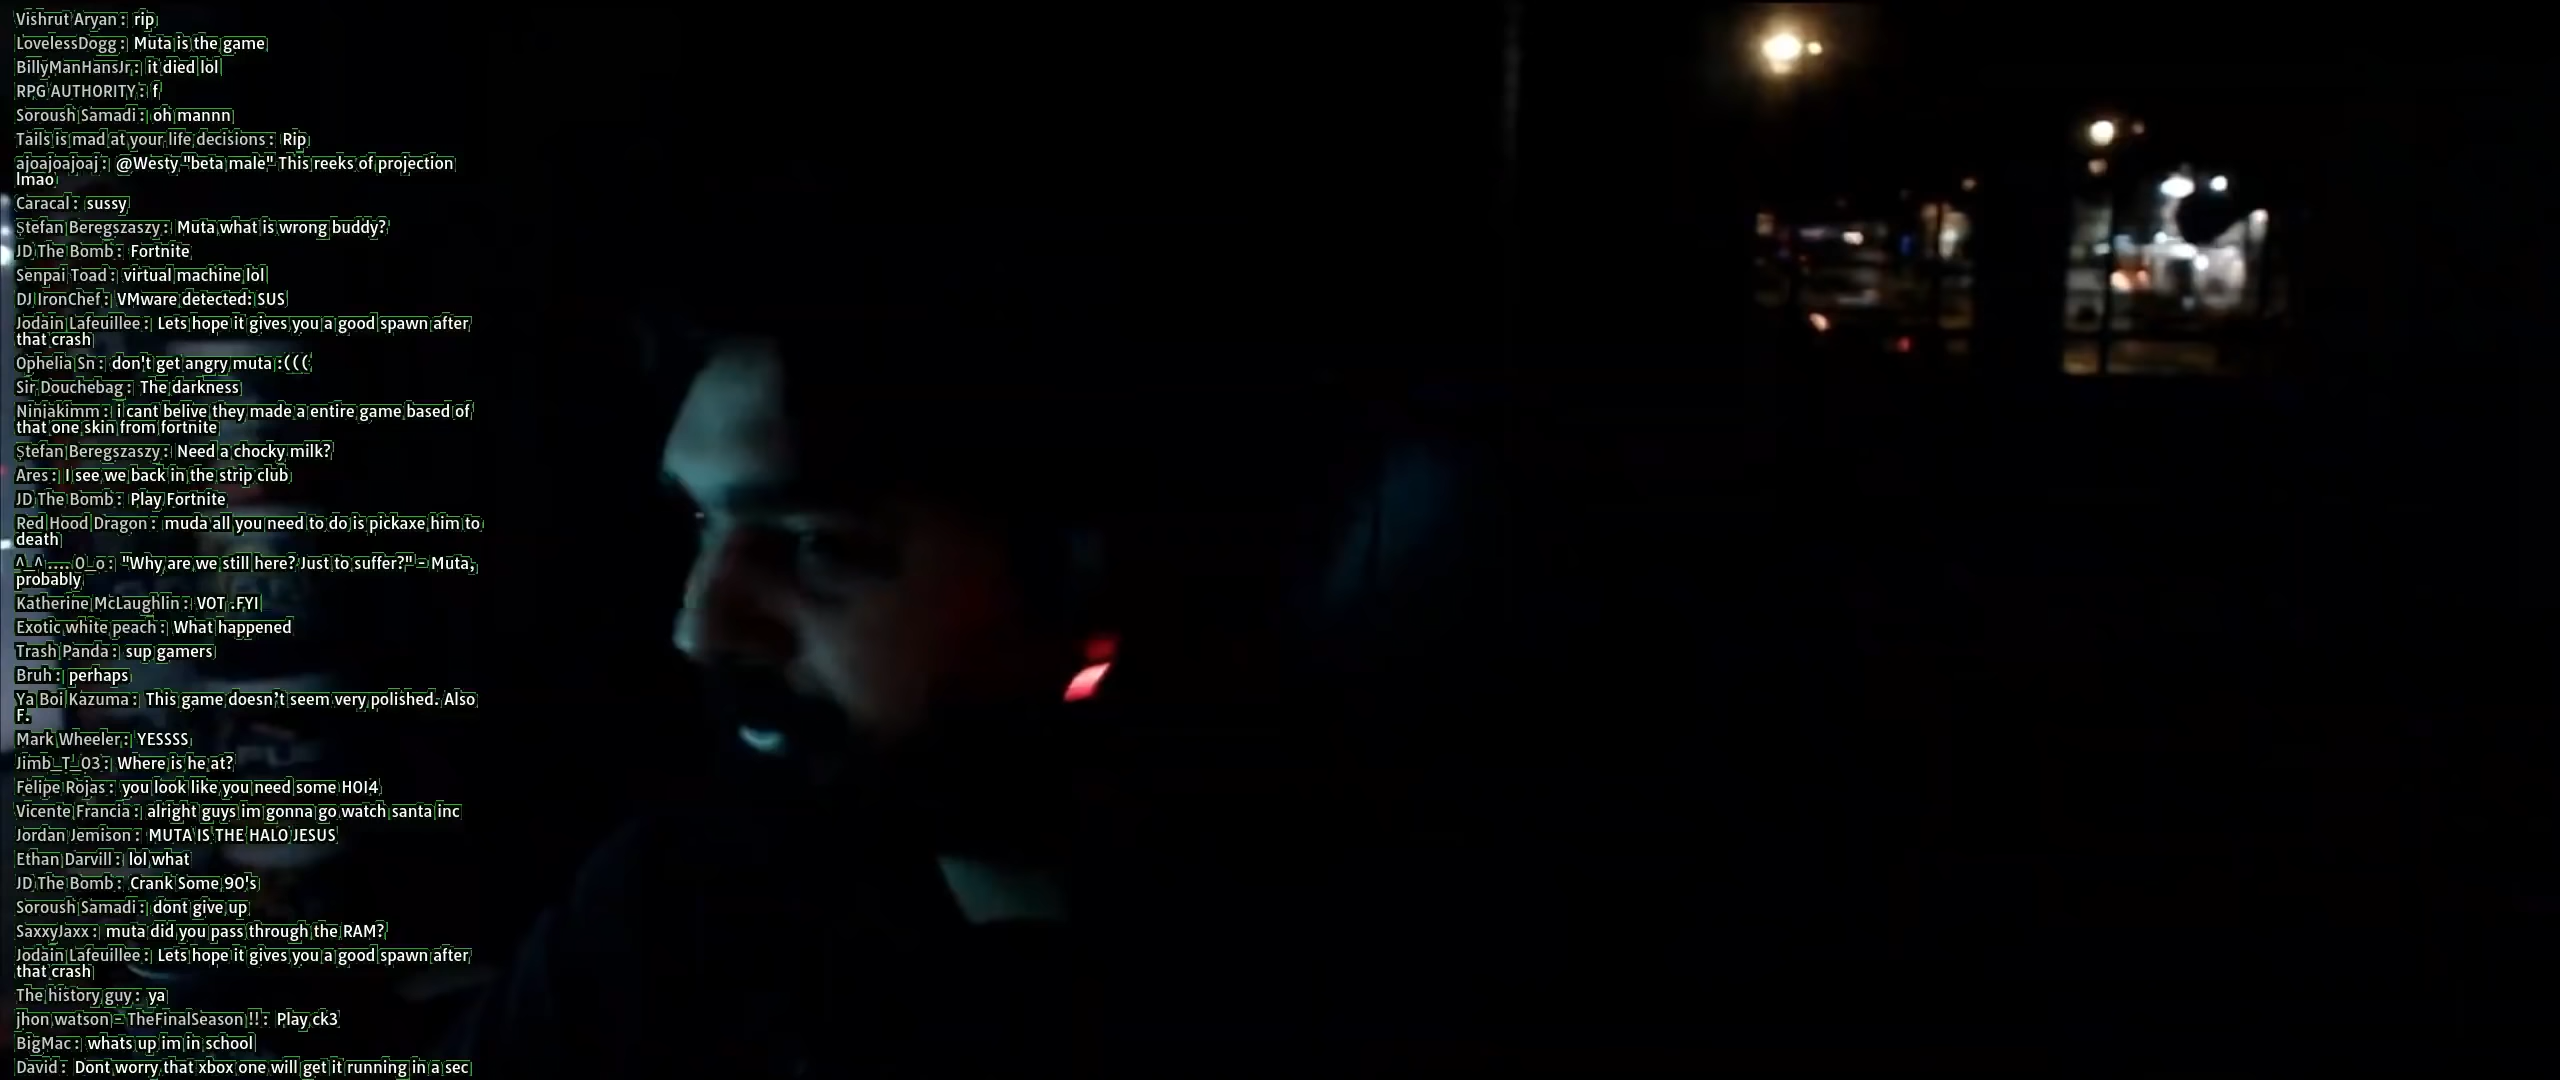 Vishrut Aryan: rip
LovelessDogg: Muta is the game
BillyManHansJr: it died lol
RPG AUTHORITY: f
Soroush Samadi: oh mannn
Tails is mad at your life decisions: Rip
ajoajoajoaj: @Westy "beta male" This reeks of projection
lmao
Caracal: sussy
Ștefan Beregszaszy: Muta what is wrong buddy?
JD The Bomb: Fortnite
Senpai Toad: virtual machine lol
DJ IronChef: VMware detected: SUS
Jodain Lafeuillee: Lets hope it gives you a good spawn after
that crash
Ophelia Sn: don't get angry muta :(((
Sir Douchebag: The darkness
Ninjakimm: i cant belive they made a entire game based of
that one skin from fortnite
Ștefan Beregszaszy: Need a chocky milk?
Ares: I see we back in the strip club
JD The Bomb: Play Fortnite
Red Hood Dragon: muda all you need to do is pickaxe him to
death
^_^ .... O_o: "Why are we still here? Just to suffer?" - Muta,
probably
Katherine McLaughlin: VOT .FYI
Exotic white peach: What happened
Trash Panda: sup gamers
Bruh: perhaps
Ya Boi Kazuma: This game doesn't seem very polished. Also
F.
Mark Wheeler: YESSSS
Jimb_T_03: Where is he at?
Felipe Rojas: you look like you need some HOI4
Vicente Francia: alright guys im gonna go watch santa inc
Jordan Jemison: MUTA IS THE HALO JESUS
Ethan Darvill: lol what
JD The Bomb: Crank Some 90's
Soroush Samadi: dont give up
SaxxyJaxx: muta did you pass through the RAM?
Jodain Lafeuillee: Lets hope it gives you a good spawn after
that crash
The history guy: ya
jhon watson - TheFinalSeason !!: Play ck3
BigMac: whats up im in school
David: Dont worry that xbox one will get it running in a sec